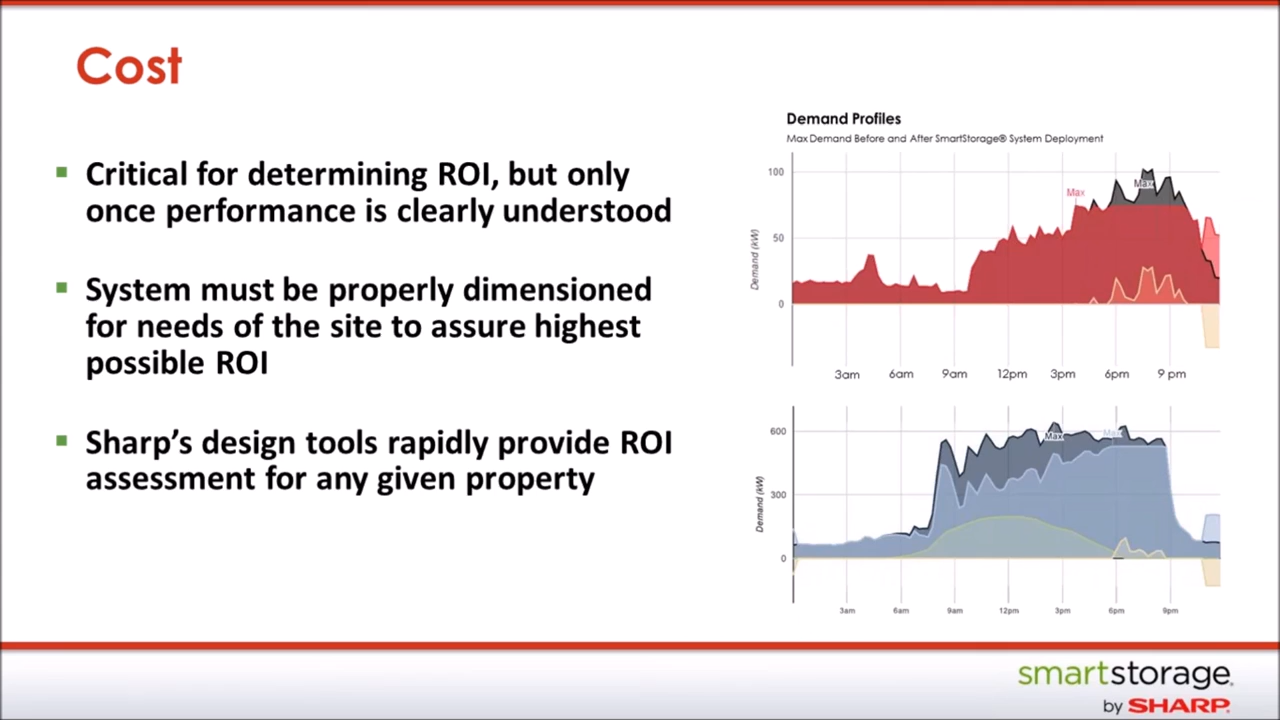 Cost
Critical for determining ROI, but only
once performance is clearly understood
System must be properly dimensioned
for needs of the site to assure highest
possible ROI
Sharp’s design tools rapidly provide ROI
assessment for any given property
Demand Profiles
Max Demand Before and After SmartStorage® System Deployment
100
50
0
Demand (kW)
Max
Max
3am 6am 9am 12pm 3pm 6pm 9 pm
600
300
0
Demand (kW)
Max
Max
3am 6am 9am 12pm 3pm 6pm 9pm
smartstorage.
by SHARP